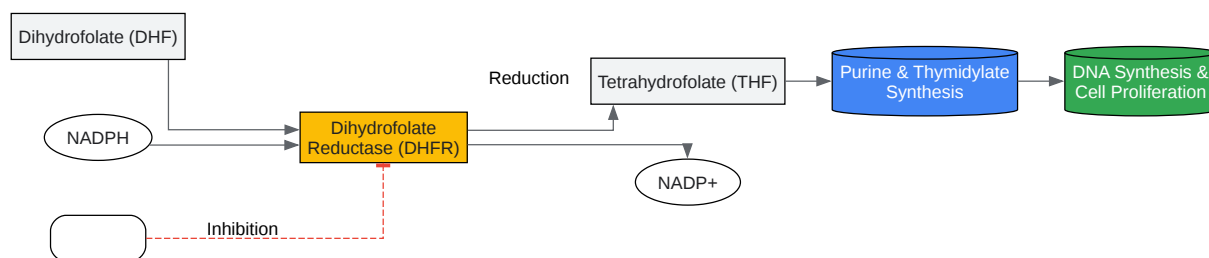 Dihydrofolate (DHF)
NADPH
Inhibition
Dihydrofolate
Reductase (DHFR)
Reduction
Tetrahydrofolate (THF)
NADP+
Purine & Thymidylate
Synthesis
DNA Synthesis &
Cell Proliferation